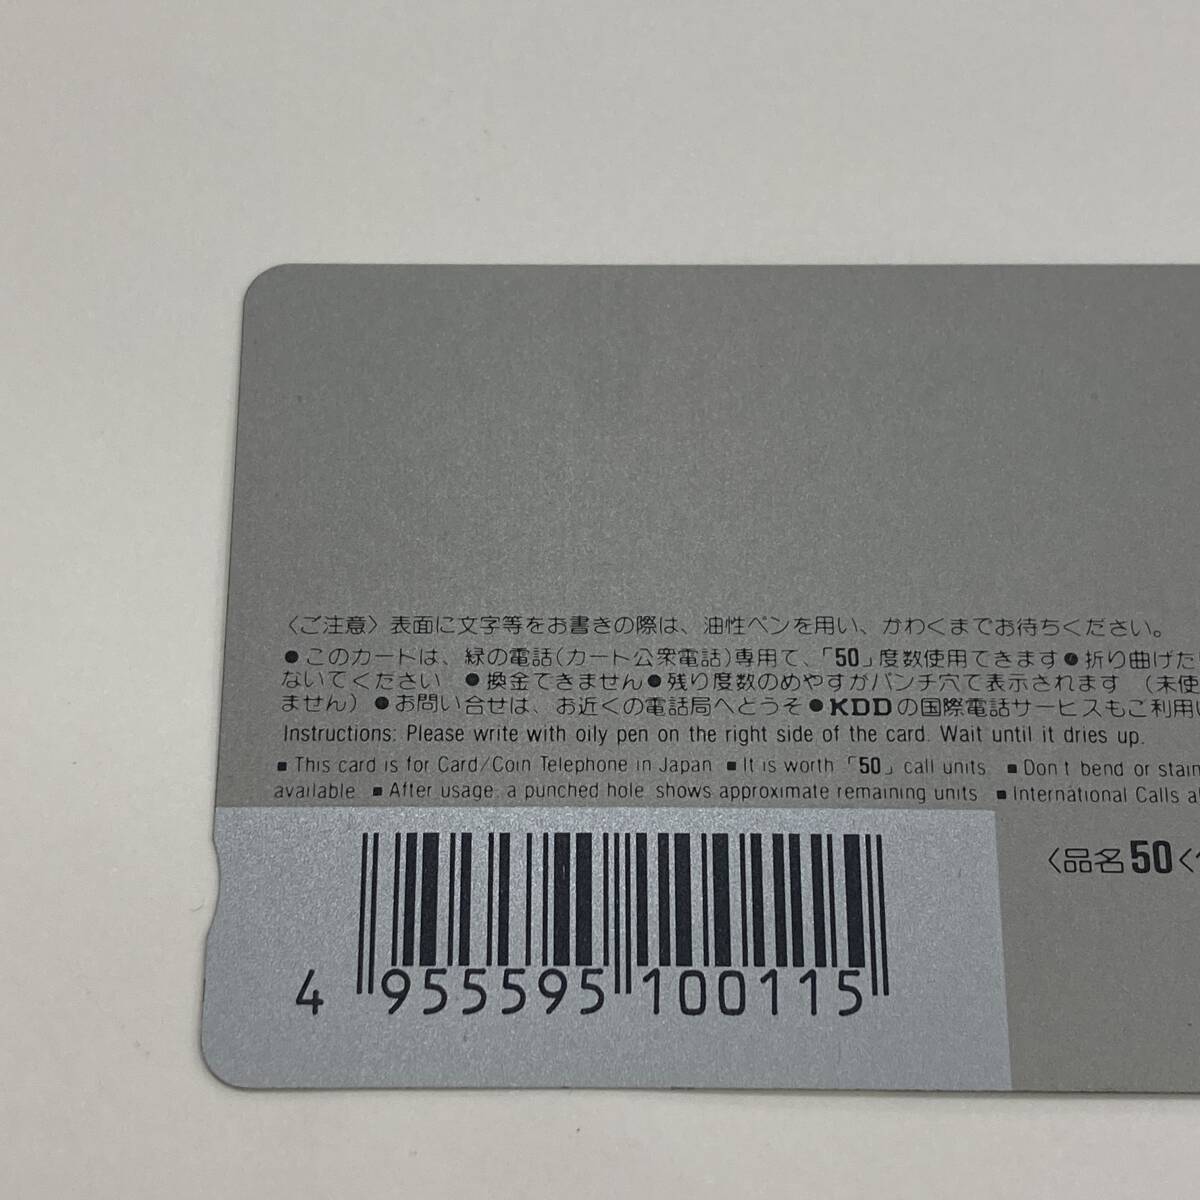 〈ご注意〉表面に文字等をお書きの際は、油性ペンを用い、かわくまでお待ちください。
●このカードは、緑の電話(カード公衆電話)専用で、「50」度数使用できます●折り曲げた
ないでください ●換金できません●残り度数のめやすがパンチ穴で表示されます (未使
ません)●お問い合せは、お近くの電話局へどうぞ●KDDの国際電話サービスもご利用
Instructions: Please write with oily pen on the right side of the card. Wait until it dries up.
■This card is for Card/Coin Telephone in Japan ■It is worth 「50」 call units ■Don't bend or stain
available. ■After usage, a punched hole shows approximate remaining units ■International Calls
〈品名50〈
4 955595 100115